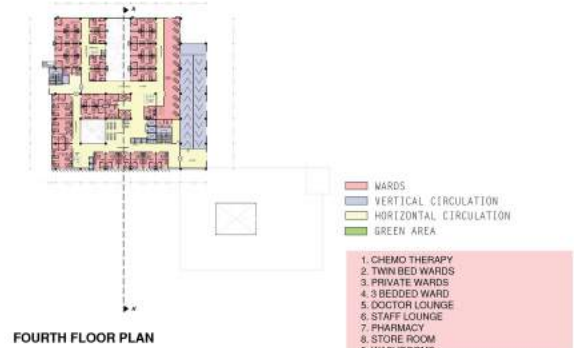 WARDS
VERTICAL CIRCULATION
HORIZONTAL CIRCULATION
GREEN AREA
1. CHEMO THERAPY
2. TWIN BED WARDS
3. PRIVATE WARDS
4. 3 BEDDED WARD
5. DOCTOR LOUNGE
6. STAFF LOUNGE
7. PHARMACY
8. STORE ROOM
FOURTH FLOOR PLAN